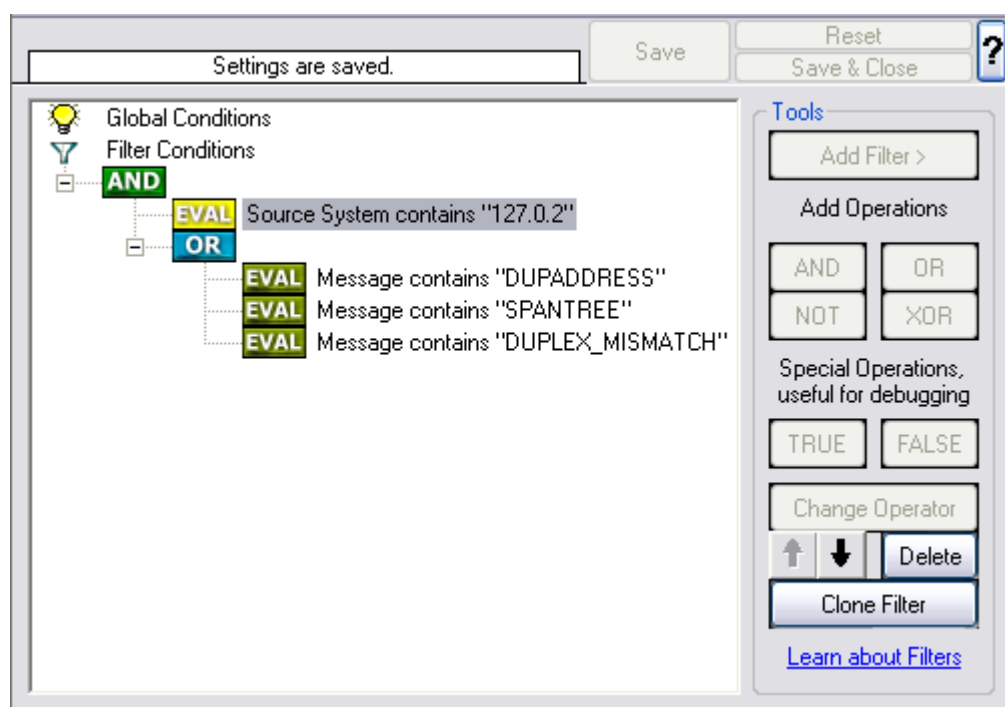 Settings are saved.
Save
Reset
Save & Close
?
Global Conditions
Filter Conditions
AND
EVAL Source System contains "127.0.2"
OR
EVAL Message contains "DUPADDRESS"
EVAL Message contains "SPANTREE"
EVAL Message contains "DUPLEX_MISMATCH"
Tools
Add Filter >
Add Operations
AND OR
NOT XOR
Special Operations,
useful for debugging
TRUE FALSE
Change Operator
Delete
Clone Filter
Learn about Filters